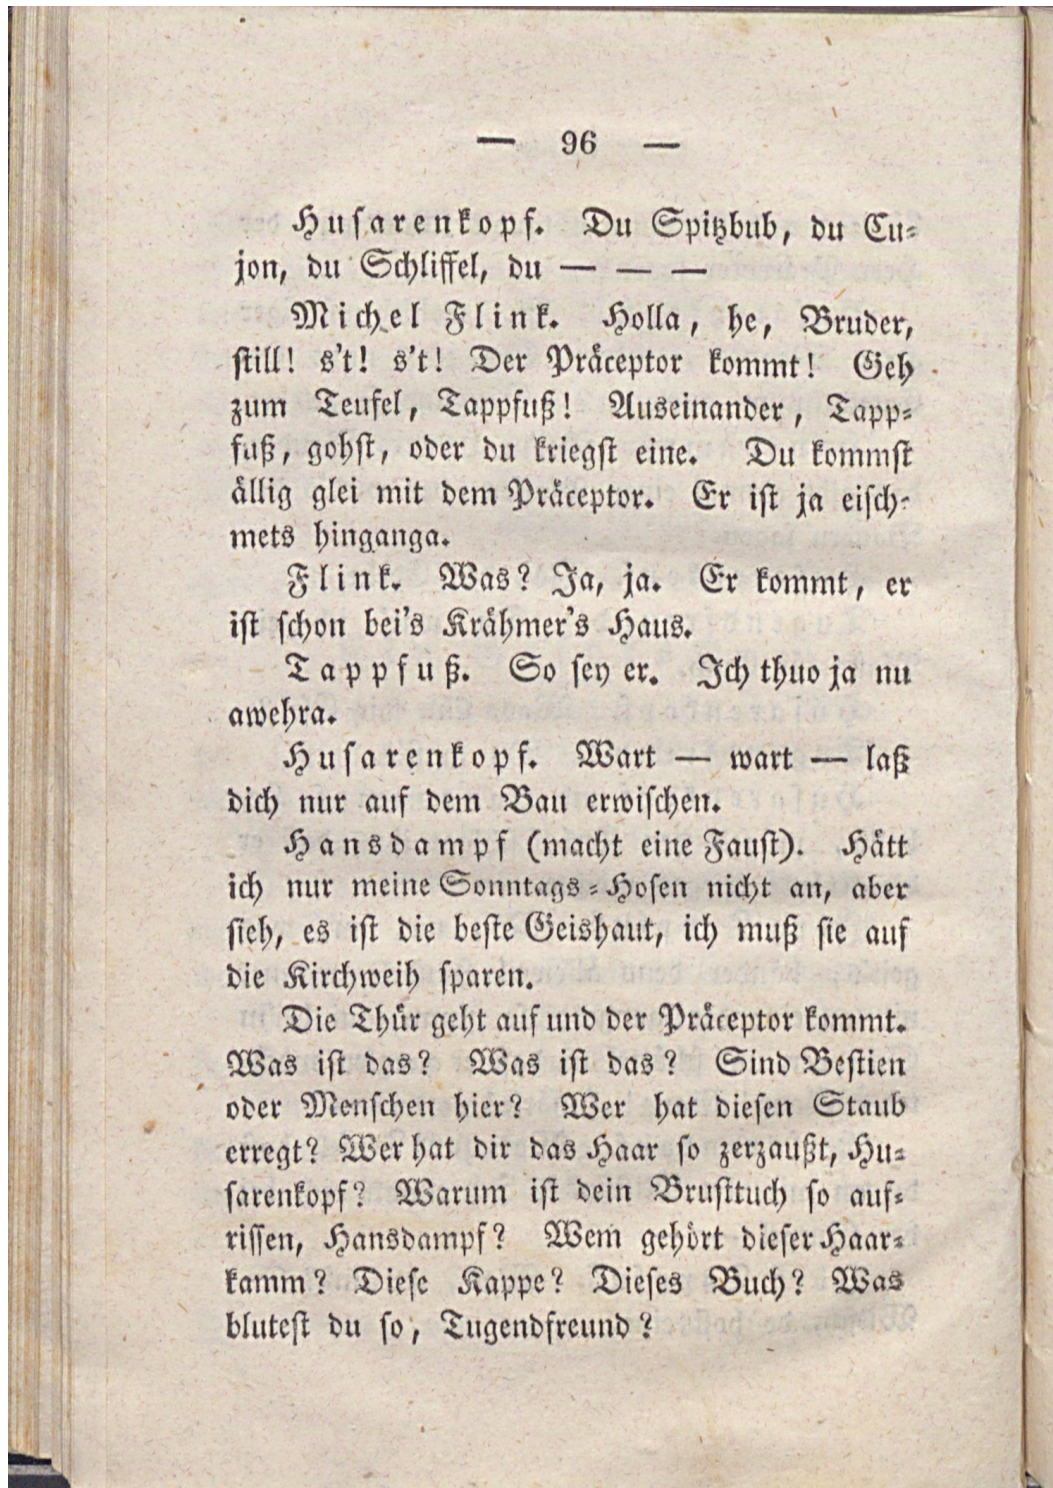 — 96 —
Husarenkopf. Du Spitzbub, du Cu-
jon, du Schliffel, du — — —
Michel Flink. Holla, he, Bruder,
still! s't! s't! Der Präceptor kommt! Geh
zum Teufel, Tappfuß! Auseinander, Tapp-
fuß, gohst, oder du kriegst eine. Du kommst
ällig glei mit dem Präceptor. Er ist ja eisch-
mets hinganga.
Flink. Was? Ja, ja. Er kommt, er
ist schon bei's Krähmer's Haus.
Tappfuß. So sey er. Ich thuo ja nu
awehra.
Husarenkopf. Wart — wart — laß
dich nur auf dem Bau erwischen.
Hansdampf (macht eine Faust). Hätt
ich nur meine Sonntags-Hosen nicht an, aber
sieh, es ist die beste Geishaut, ich muß sie auf
die Kirchweih sparen.
Die Thür geht auf und der Präceptor kommt.
Was ist das? Was ist das? Sind Bestien
oder Menschen hier? Wer hat diesen Staub
erregt? Wer hat dir das Haar so zerzaußt, Hu-
sarenkopf? Warum ist dein Brusttuch so auf-
rissen, Hansdampf? Wem gehört dieser Haar-
kamm? Diese Kappe? Dieses Buch? Was
blutest du so, Tugendfreund?